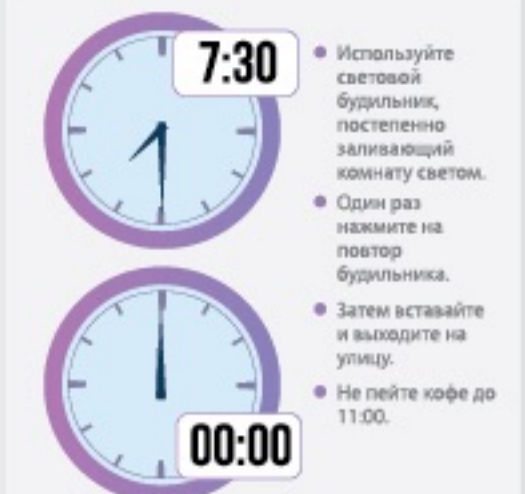 7:30
Используйте
световой
будильник,
постепенно
заливающий
комнату светом.
Один раз
нажмите на
повтор
будильника.
Затем вставайте
и выходите на
улицу.
Не пейте кофе до
11:00.
00:00